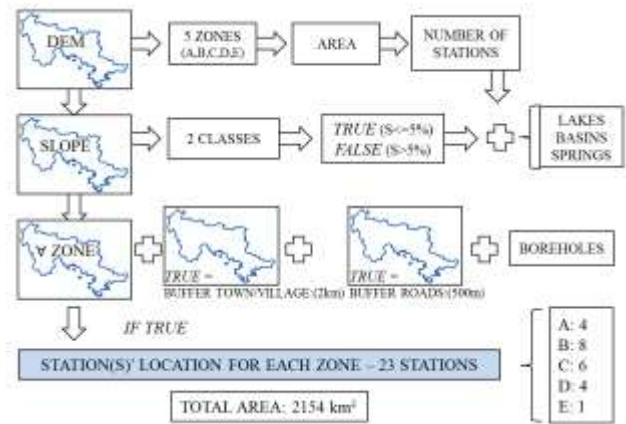 DEM
5 ZONES
(A,B,C,D,E)
AREA
NUMBER OF
STATIONS
SLOPE
2 CLASSES
TRUE (S<=5%)
FALSE (S>5%)
LAKES
BASINS
SPRINGS
∀ ZONE
TRUE =
BUFFER TOWN/VILLAGE:(2km)
TRUE =
BUFFER ROADS:(500m)
BOREHOLES
IF TRUE
STATION(S)' LOCATION FOR EACH ZONE – 23 STATIONS
TOTAL AREA: 2154 km²
A: 4
B: 8
C: 6
D: 4
E: 1